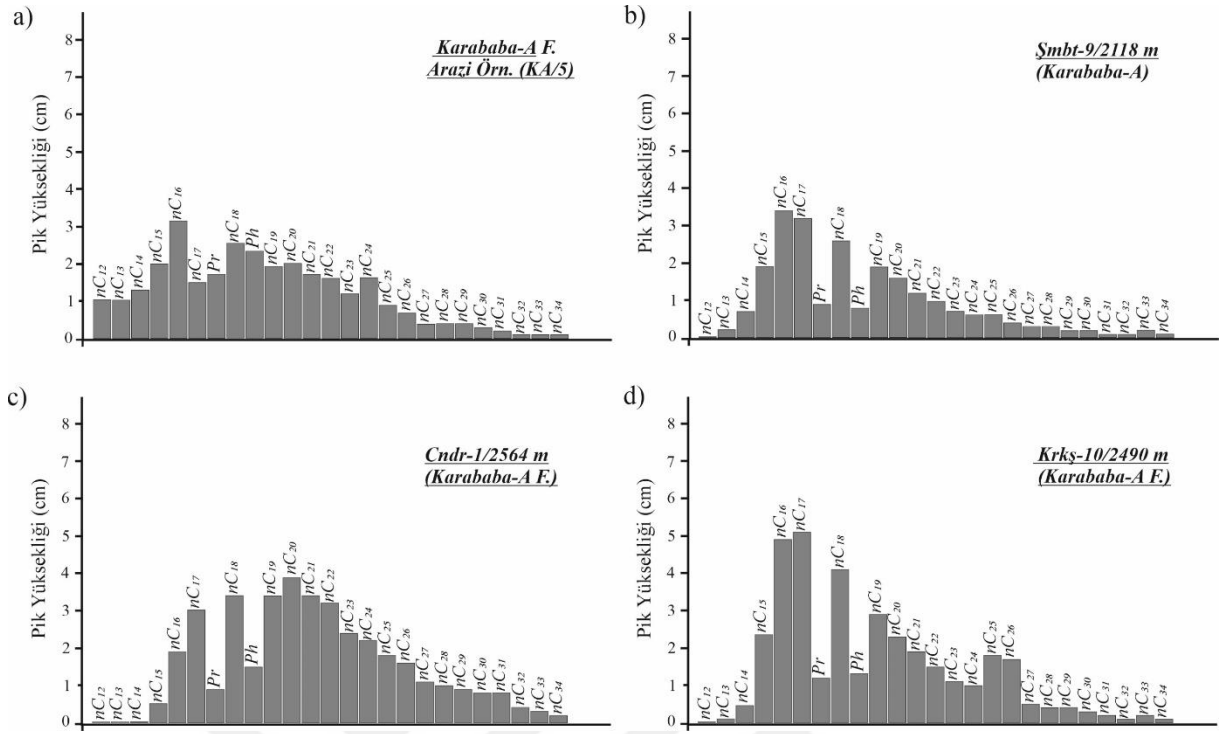 a)
Karababa-A F.
Arazi Örn. (KA/5)
Pik Yüksekliği (cm)
8
7
6
5
4
3
2
1
0
nC12
nC13
nC14
nC15
nC16
nC17
Pr
nC18
Ph
nC19
nC20
nC21
nC22
nC23
nC24
nC25
nC26
nC27
nC28
nC29
nC30
nC31
nC32
nC33
nC34
b)
Şmbt-9/2118 m
(Karababa-A)
Pik Yüksekliği (cm)
8
7
6
5
4
3
2
1
0
nC12
nC13
nC14
nC15
nC16
nC17
Pr
nC18
Ph
nC19
nC20
nC21
nC22
nC23
nC24
nC25
nC26
nC27
nC28
nC29
nC30
nC31
nC32
nC33
nC34
c)
Cndr-1/2564 m
(Karababa-A F.)
Pik Yüksekliği (cm)
8
7
6
5
4
3
2
1
0
nC12
nC13
nC14
nC15
nC16
nC17
Pr
nC18
Ph
nC19
nC20
nC21
nC22
nC23
nC24
nC25
nC26
nC27
nC28
nC29
nC30
nC31
nC32
nC33
nC34
d)
Krkş-10/2490 m
(Karababa-A F.)
Pik Yüksekliği (cm)
8
7
6
5
4
3
2
1
0
nC12
nC13
nC14
nC15
nC16
nC17
Pr
nC18
Ph
nC19
nC20
nC21
nC22
nC23
nC24
nC25
nC26
nC27
nC28
nC29
nC30
nC31
nC32
nC33
nC34